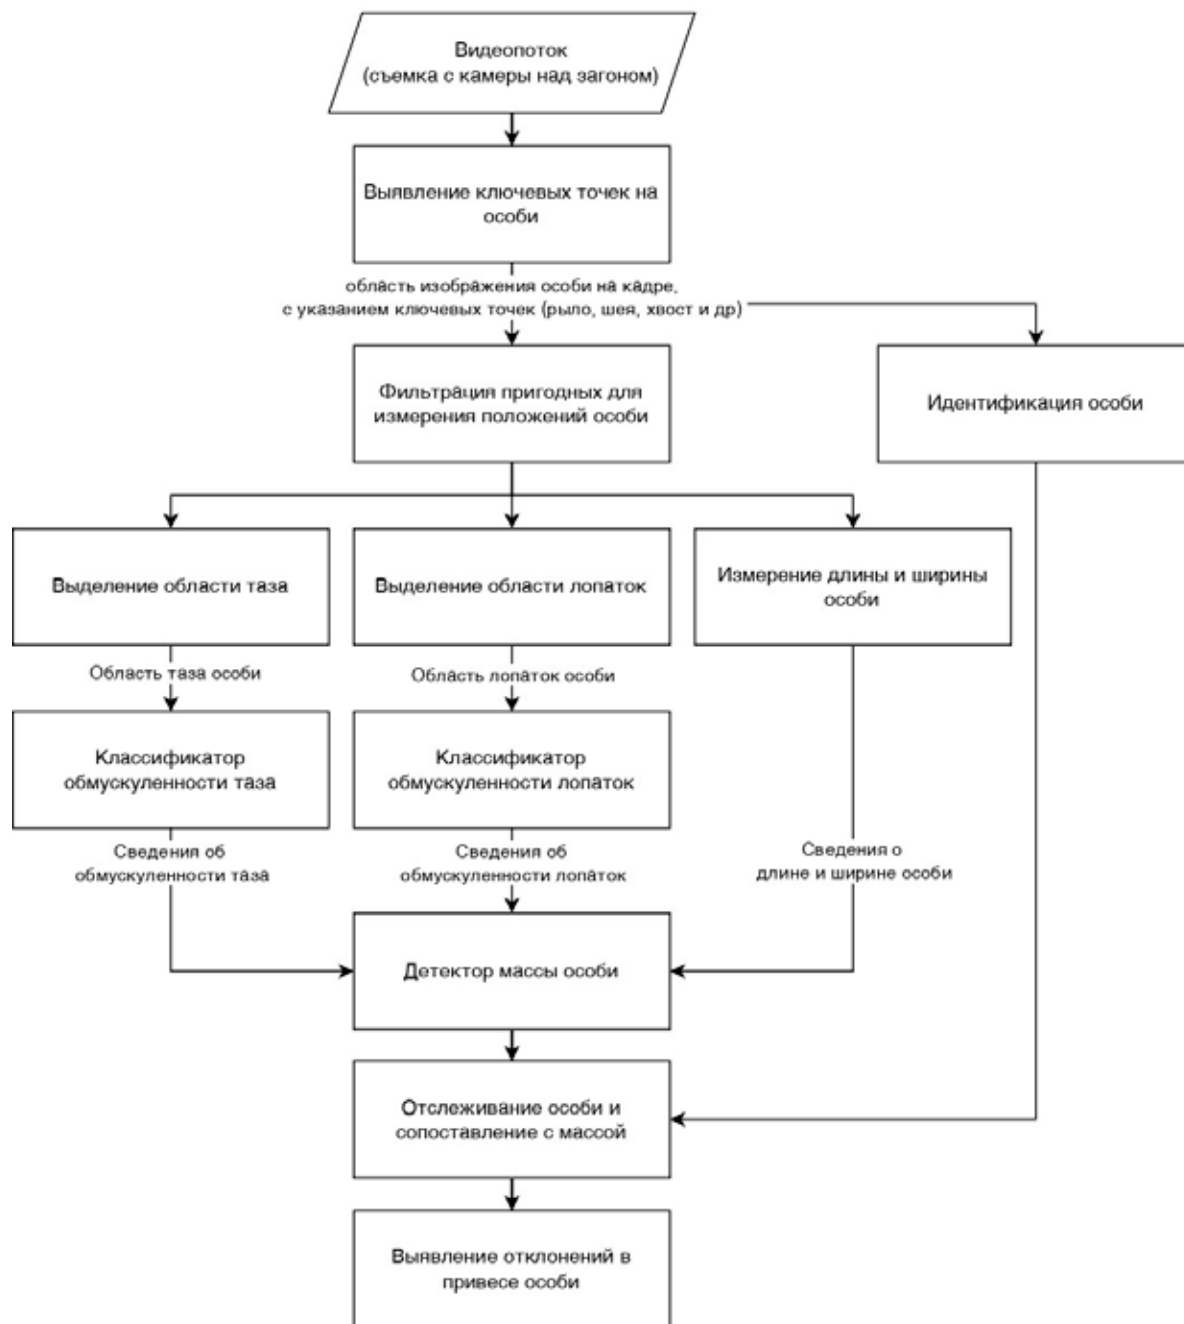 Видеопоток
(съемка с камеры над загоном)
Выявление ключевых точек на
особи
область изображения особи на кадре,
с указанием ключевых точек (рыло, шея, хвост и др)
Фильтрация пригодных для
измерения положений особи
Идентификация особи
Выделение области таза
Выделение области лопаток
Измерение длины и ширины
особи
Область таза особи
Область лопаток особи
Классификатор
обмускуленности таза
Классификатор
обмускуленности лопаток
Сведения об
обмускуленности таза
Сведения об
обмускуленности лопаток
Сведения о
длине и ширине особи
Детектор массы особи
Отслеживание особи и
сопоставление с массой
Выявление отклонений в
привесе особи